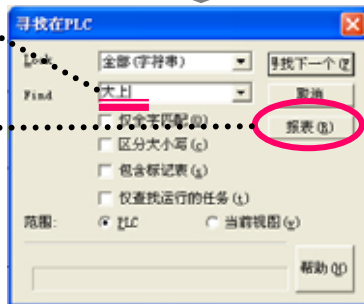 寻找在PLC
Look 全部(字符串) 寻找下一个
Find 大上 取消
仅全字匹配(O) 报表(R)
区分大小写(C)
包含标记表(S)
仅查找运行的任务(t)
范围: PLC 当前视图(v)
帮助(H)